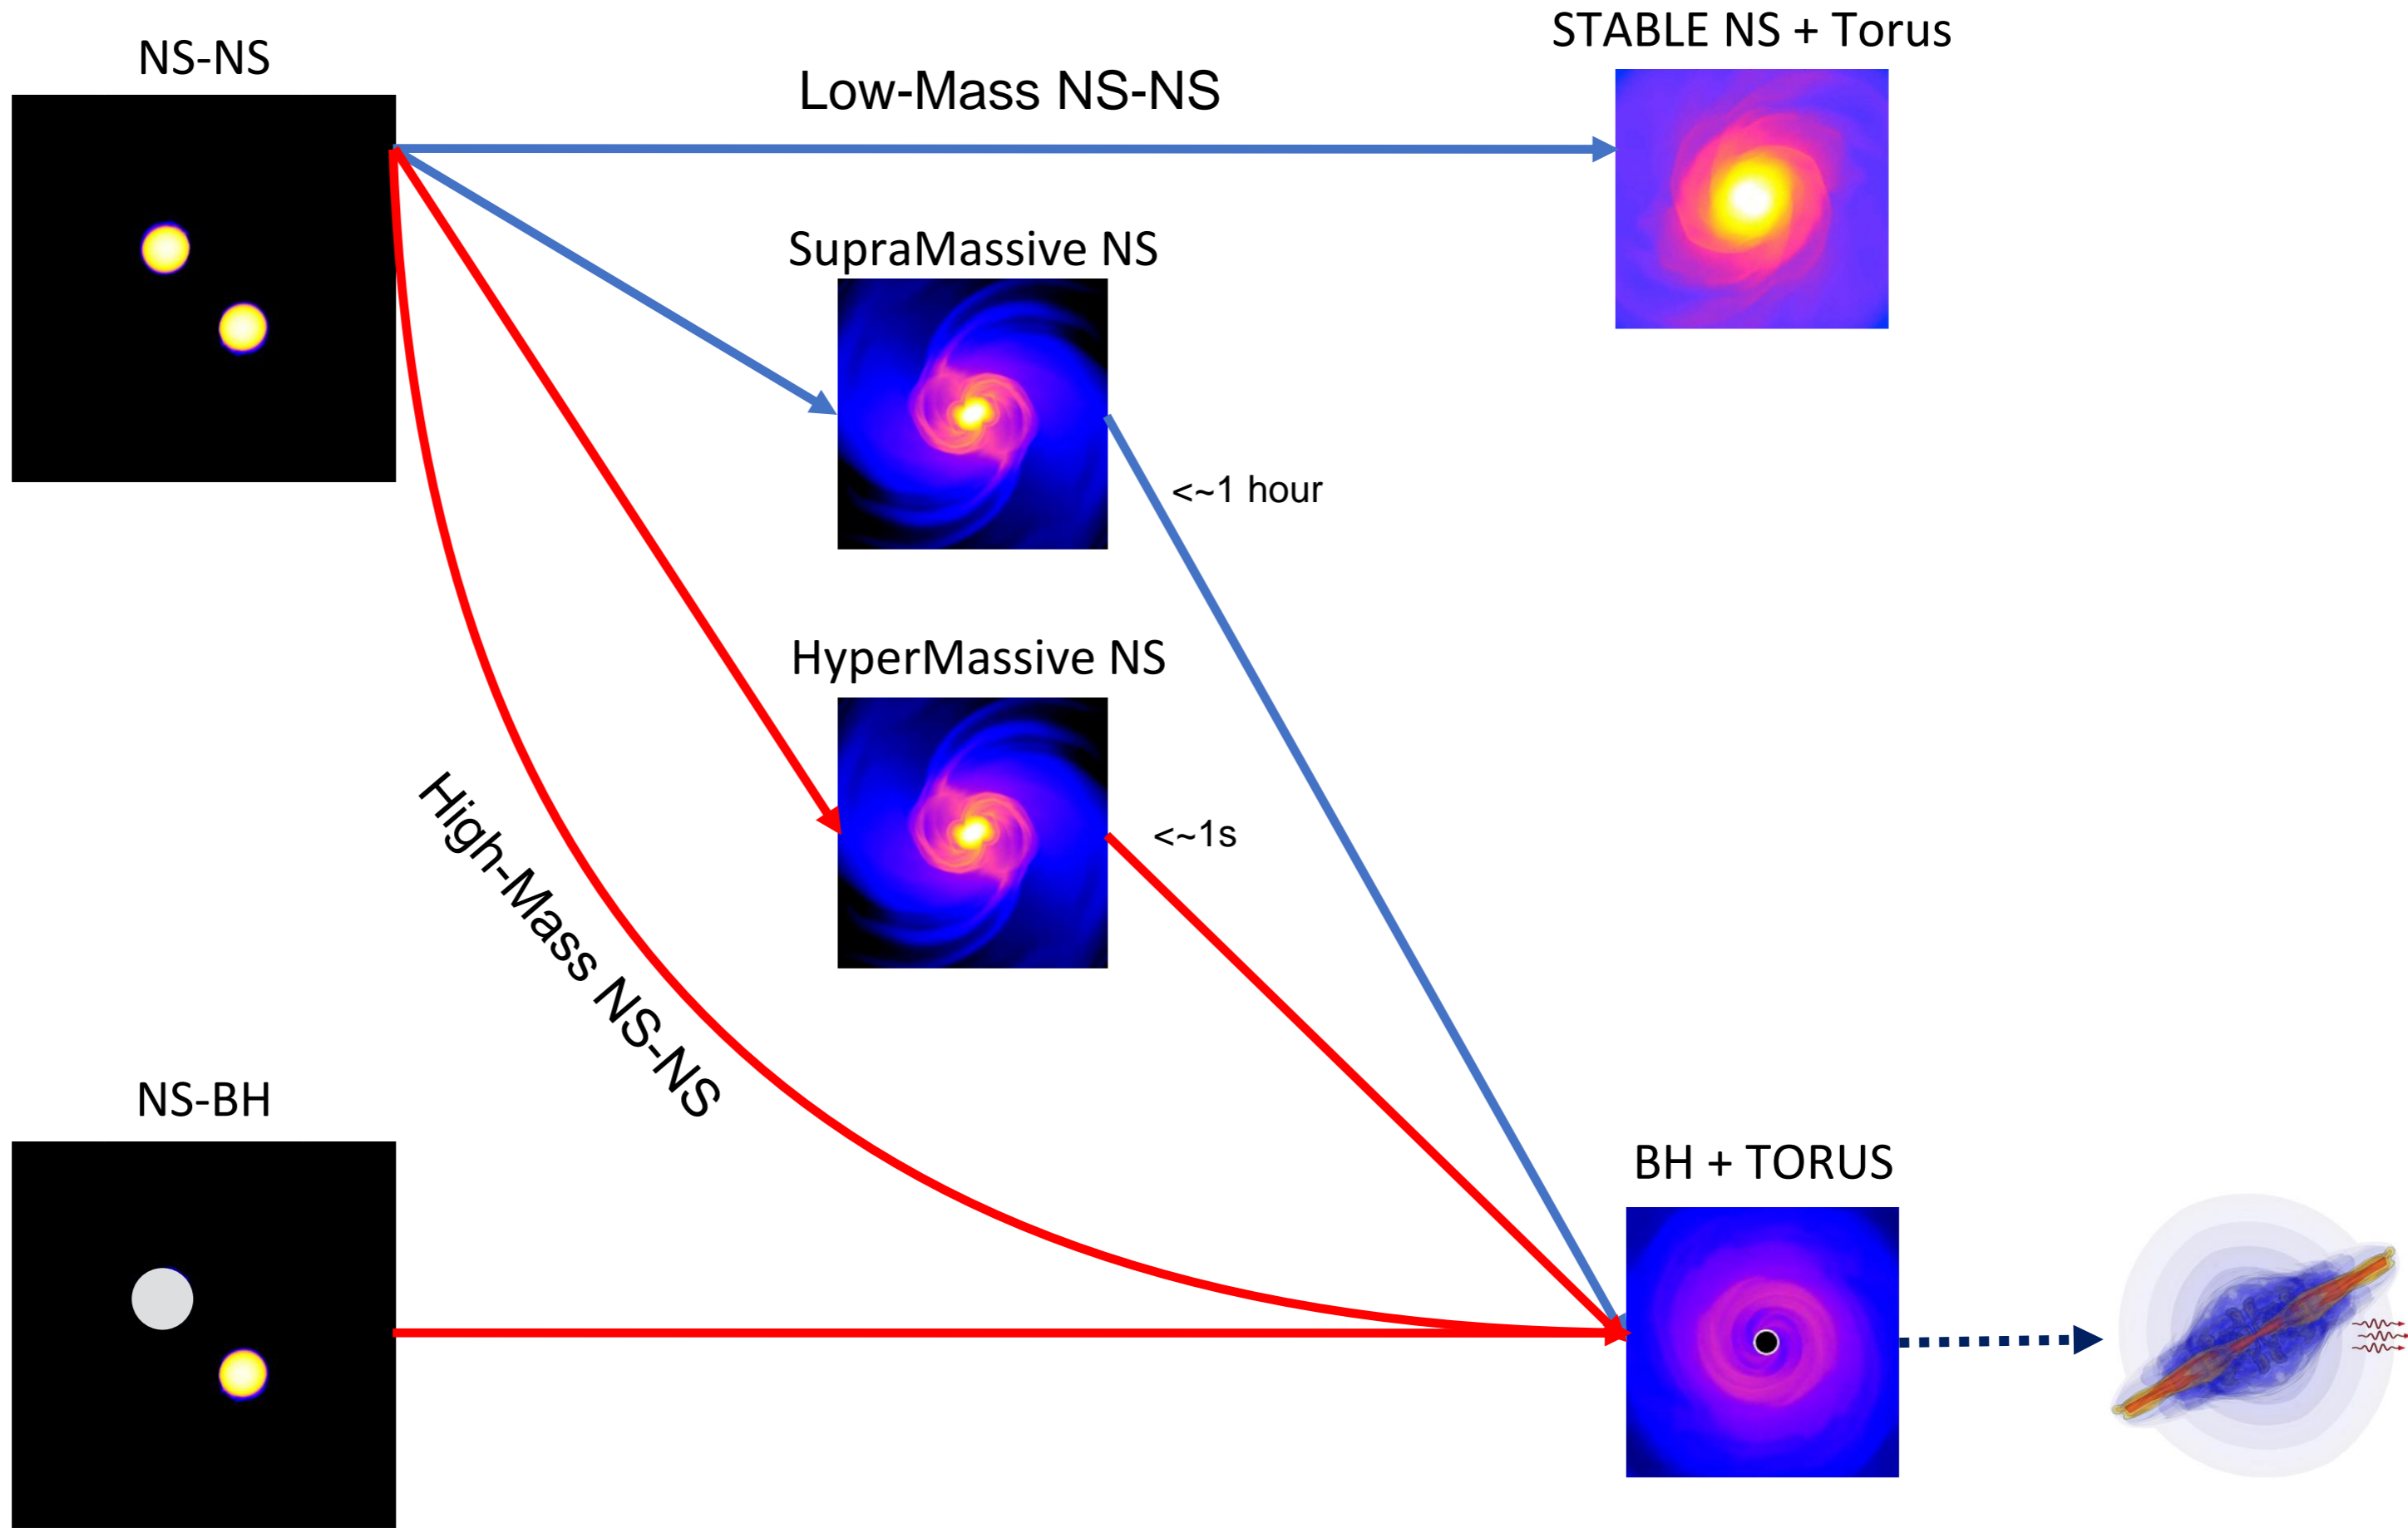 NS-NS
Low-Mass NS-NS
STABLE NS + Torus
SupraMassive NS
<~1 hour
HyperMassive NS
<~1s
High-Mass NS-NS
NS-BH
BH + TORUS